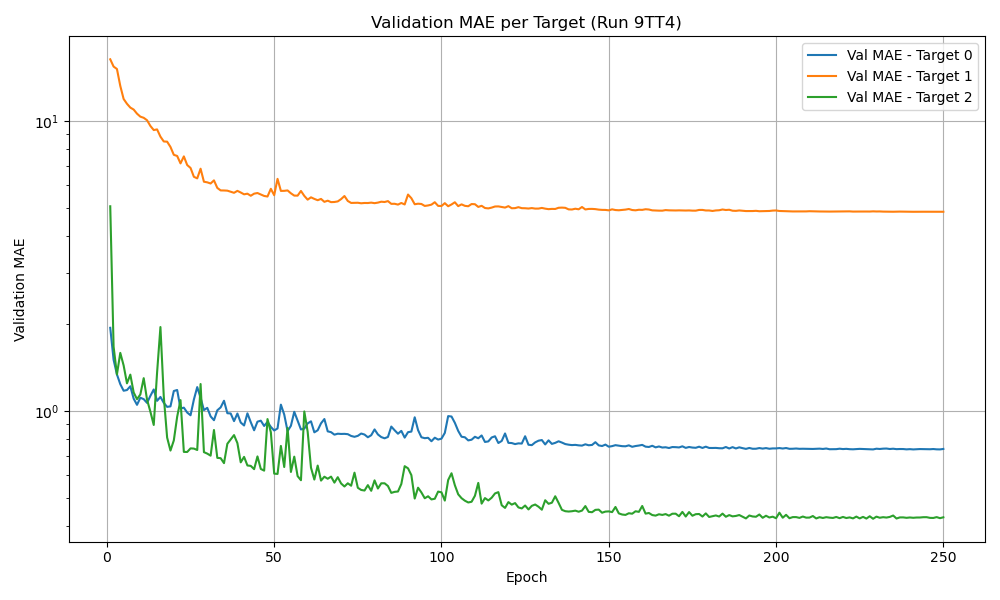 Validation MAE per Target (Run 9TT4)
Val MAE - Target 0
Val MAE - Target 1
Val MAE - Target 2
Validation MAE
10¹
10⁰
0 50 100 150 200 250
Epoch